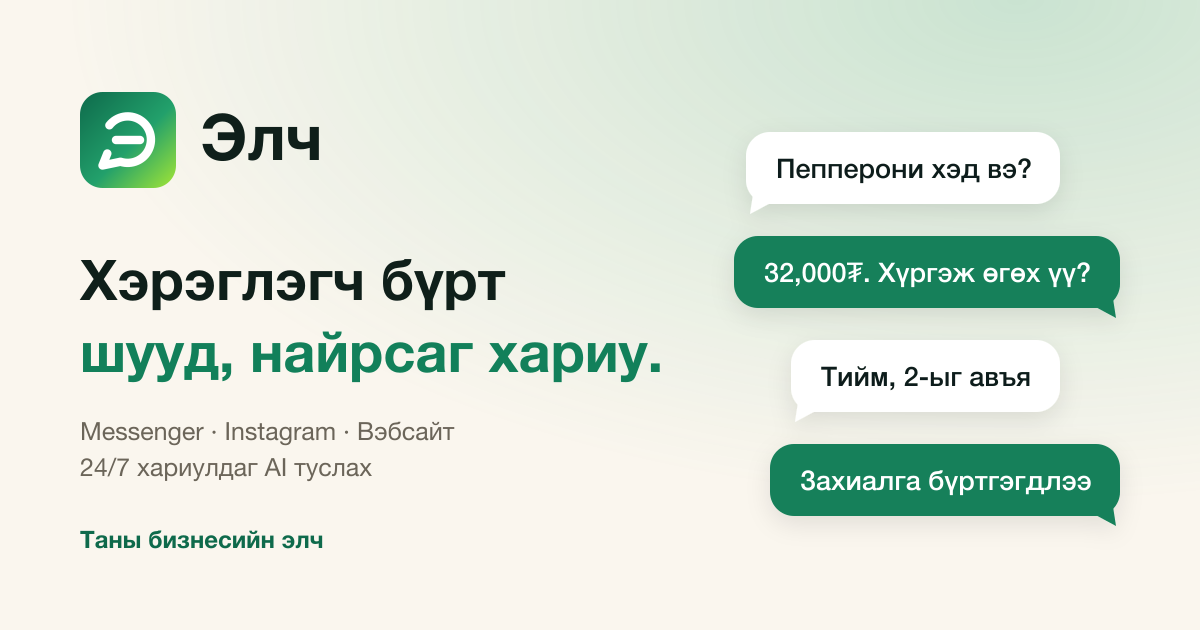 Элч
Хэрэглэгч бүрт
шууд, найрсаг хариу.
Messenger · Instagram · Вэбсайт
24/7 хариулдаг AI туслах
Таны бизнесийн элч
Пепперони хэд вэ?
32,000₮. Хүргэж өгөх үү?
Тийм, 2-ыг авъя
Захиалга бүртгэгдлээ